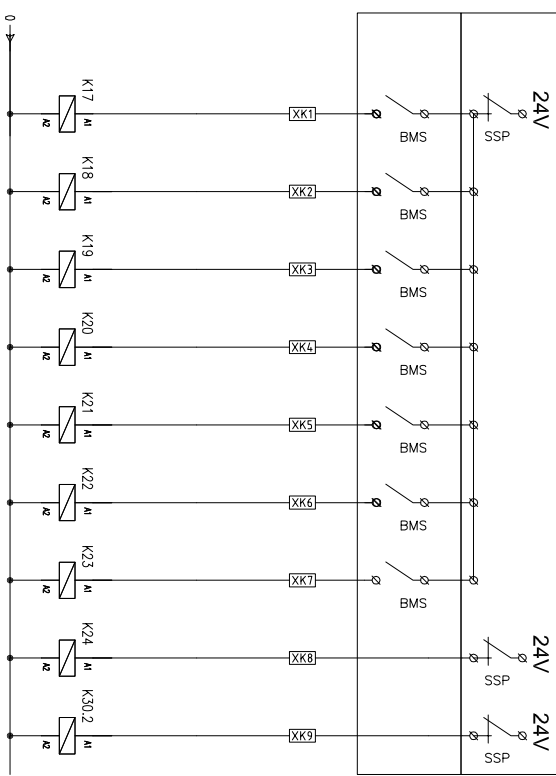 24V
24V
24V
SSP
SSP
SSP
BMS
BMS
BMS
BMS
BMS
BMS
BMS
XK1
XK2
XK3
XK4
XK5
XK6
XK7
XK8
XK9
K17
K18
K19
K20
K21
K22
K23
K24
K30.2
A1
A1
A1
A1
A1
A1
A1
A1
A1
A2
A2
A2
A2
A2
A2
A2
A2
A2
0